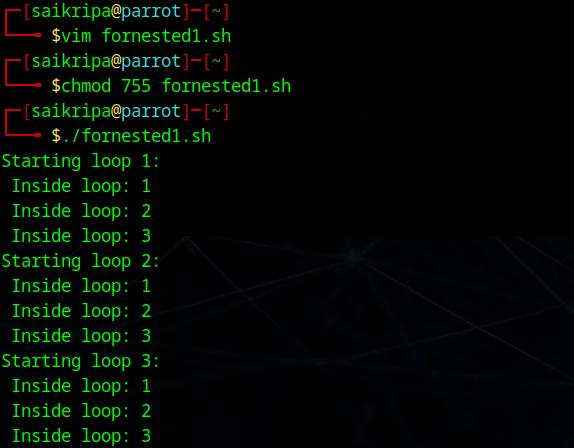 ┌─[saikripa@parrot]─[~]
└──╼ $vim fornested1.sh
┌─[saikripa@parrot]─[~]
└──╼ $chmod 755 fornested1.sh
┌─[saikripa@parrot]─[~]
└──╼ $./fornested1.sh
Starting loop 1:
 Inside loop: 1
 Inside loop: 2
 Inside loop: 3
Starting loop 2:
 Inside loop: 1
 Inside loop: 2
 Inside loop: 3
Starting loop 3:
 Inside loop: 1
 Inside loop: 2
 Inside loop: 3